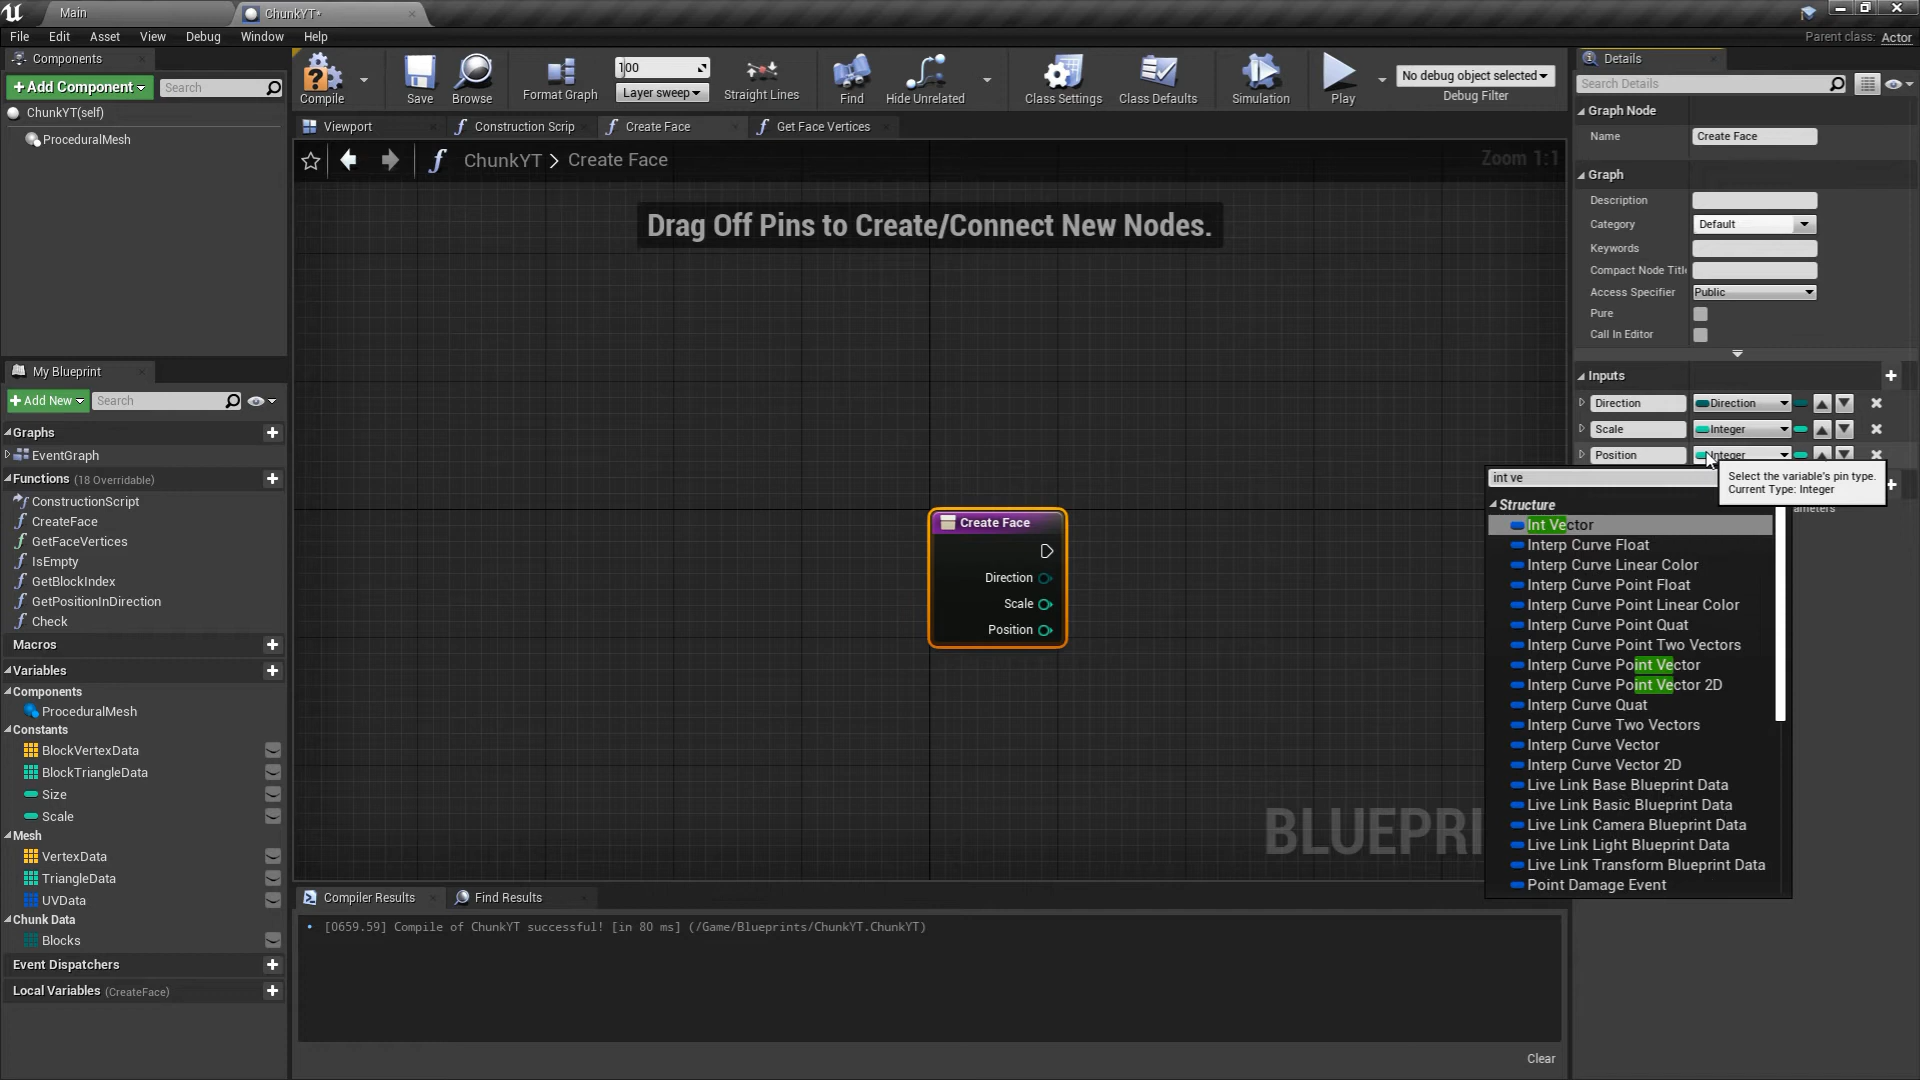 Main
ChunkYT*
File Edit Asset View Debug Window Help
Parent class: Actor
Components
+Add Component
Search
ChunkYT(self)
ProceduralMesh
Compile
Save
Browse
Format Graph
100
Layer sweep
Straight Lines
Find
Hide Unrelated
Class Settings
Class Defaults
Simulation
Play
No debug object selected
Debug Filter
Viewport
Construction Scrip
Create Face
Get Face Vertices
ChunkYT > Create Face
Zoom 1:1
Drag Off Pins to Create/Connect New Nodes.
Create Face
Direction
Scale
Position
BLUEPRI
My Blueprint
+Add New
Search
Graphs
EventGraph
Functions (18 Overridable)
ConstructionScript
CreateFace
GetFaceVertices
IsEmpty
GetBlockIndex
GetPositionInDirection
Check
Macros
Variables
Components
ProceduralMesh
Constants
BlockVertexData
BlockTriangleData
Size
Scale
Mesh
VertexData
TriangleData
UVData
Chunk Data
Blocks
Event Dispatchers
Local Variables (CreateFace)
Compiler Results
Find Results
[0659.59] Compile of ChunkYT successful! [in 80 ms] (/Game/Blueprints/ChunkYT.ChunkYT)
Clear
Details
Search Details
Graph Node
Name Create Face
Graph
Description
Category Default
Keywords
Compact Node Titl
Access Specifier Public
Pure
Call In Editor
Inputs
Direction Direction
Scale Integer
Position Integer
int ve
Select the variable's pin type.
Current Type: Integer
Structure
Int Vector
Interp Curve Float
Interp Curve Linear Color
Interp Curve Point Float
Interp Curve Point Linear Color
Interp Curve Point Quat
Interp Curve Point Two Vectors
Interp Curve Point Vector
Interp Curve Point Vector 2D
Interp Curve Quat
Interp Curve Two Vectors
Interp Curve Vector
Interp Curve Vector 2D
Live Link Base Blueprint Data
Live Link Basic Blueprint Data
Live Link Camera Blueprint Data
Live Link Light Blueprint Data
Live Link Transform Blueprint Data
Point Damage Event